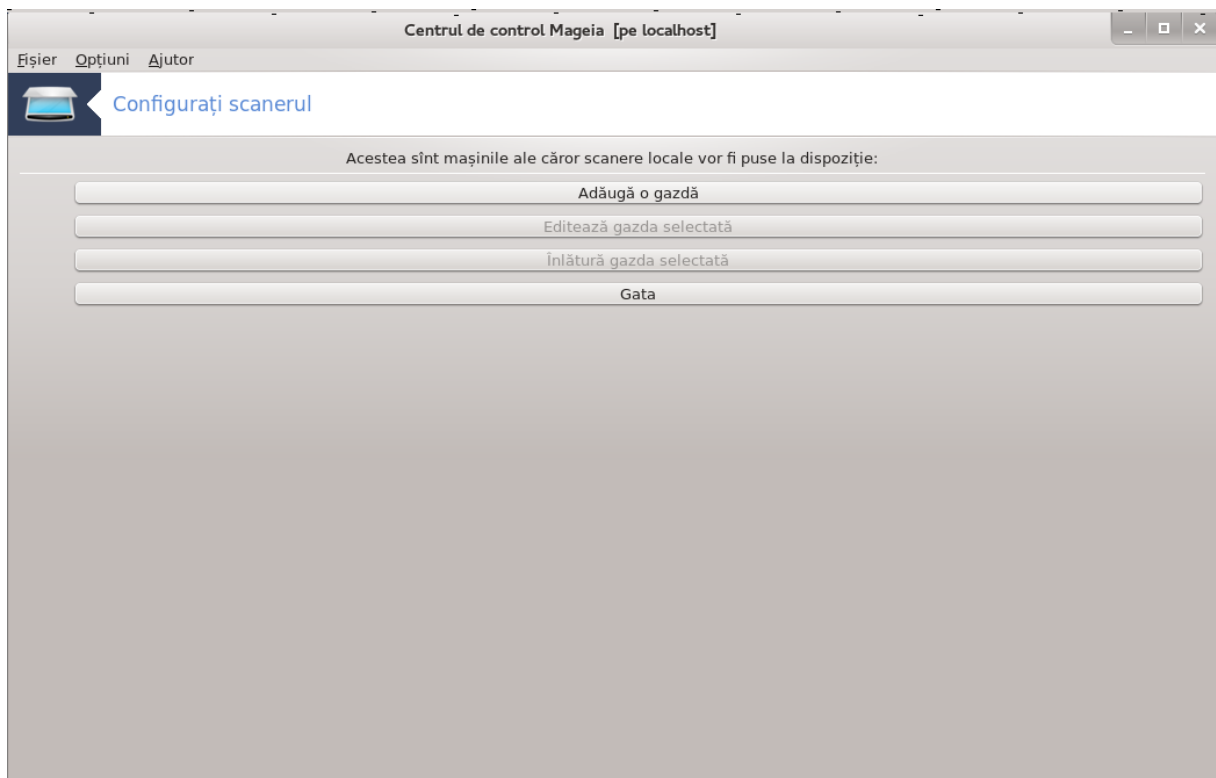 Centrul de control Mageia [pe localhost]
Fișier Opțiuni Ajutor
Configurați scanerul
Acestea sînt mașinile ale căror scanere locale vor fi puse la dispoziție:
Adăugă o gazdă
Editează gazda selectată
Înlătură gazda selectată
Gata